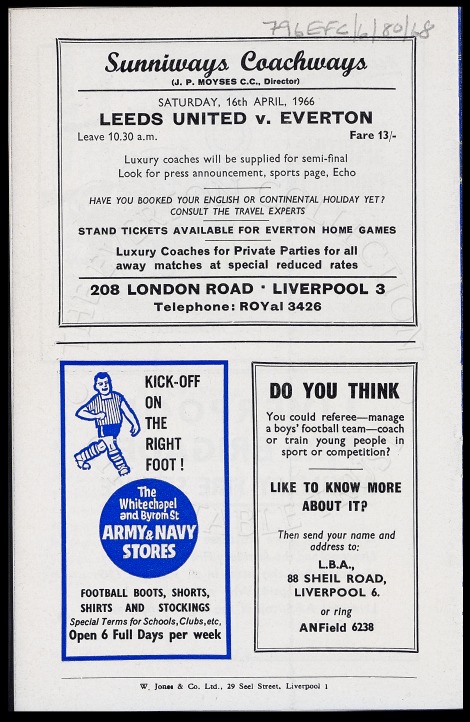 796EFC/6/80/68
Sunniways Coachways
(J. P. MOYSES C.C., Director)
SATURDAY, 16th APRIL, 1966
LEEDS UNITED v. EVERTON
Leave 10.30 a.m. Fare 13/-
Luxury coaches will be supplied for semi-final
Look for press announcement, sports page, Echo
HAVE YOU BOOKED YOUR ENGLISH OR CONTINENTAL HOLIDAY YET?
CONSULT THE TRAVEL EXPERTS
STAND TICKETS AVAILABLE FOR EVERTON HOME GAMES
Luxury Coaches for Private Parties for all
away matches at special reduced rates
208 LONDON ROAD · LIVERPOOL 3
Telephone: ROYal 3426
KICK-OFF
ON
THE
RIGHT
FOOT!
The
Whitechapel
and Byrom St
ARMY & NAVY
STORES
FOOTBALL BOOTS, SHORTS,
SHIRTS AND STOCKINGS
Special Terms for Schools, Clubs, etc,
Open 6 Full Days per week
DO YOU THINK
You could referee—manage
a boys' football team—coach
or train young people in
sport or competition?
LIKE TO KNOW MORE
ABOUT IT?
Then send your name and
address to:
L.B.A.,
88 SHEIL ROAD,
LIVERPOOL 6.
or ring
ANField 6238
W. Jones & Co. Ltd., 29 Seel Street, Liverpool 1